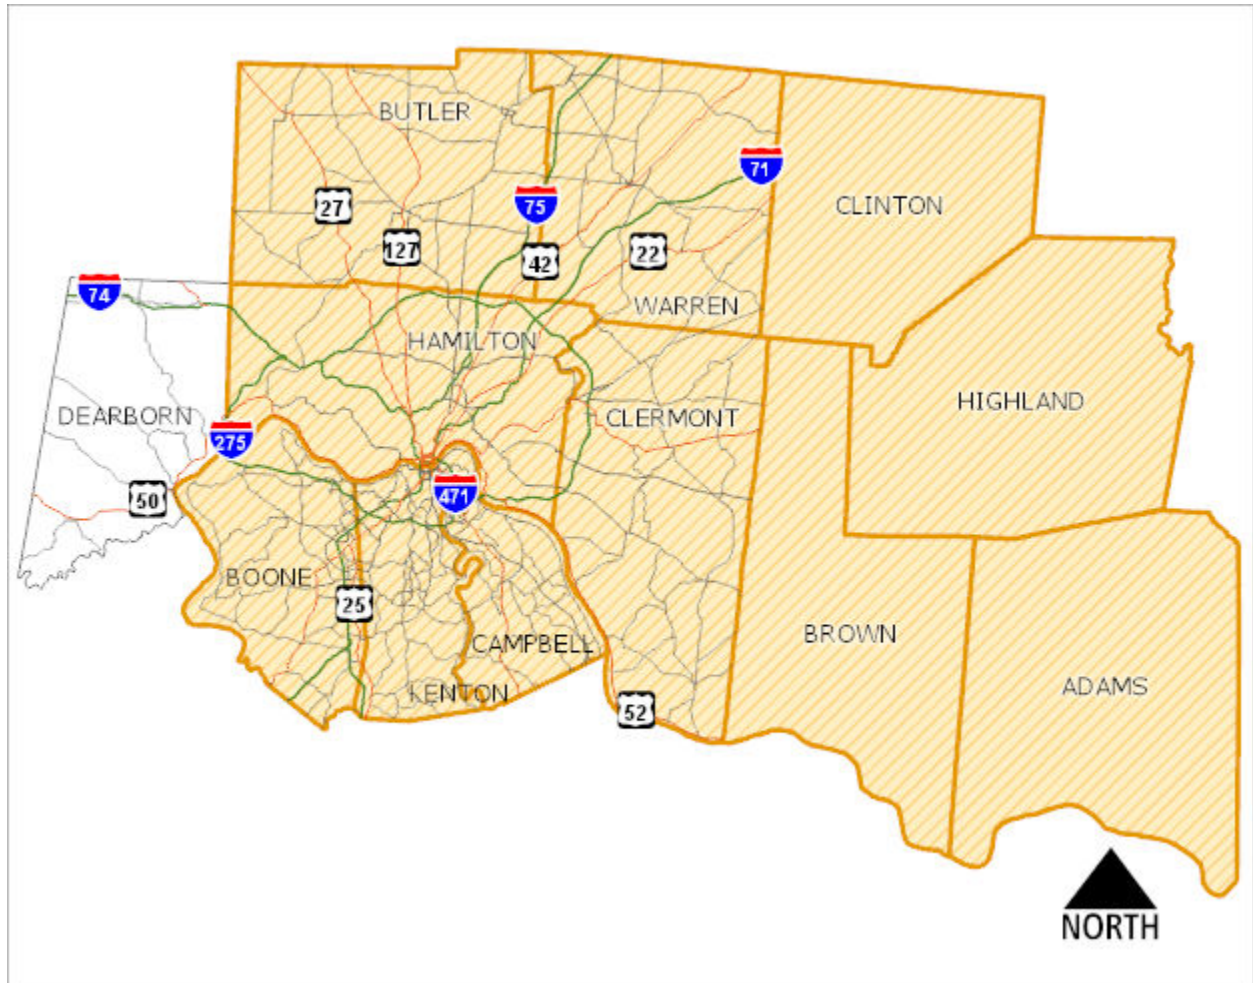 BUTLER
71
27
75
CLINTON
127
42
22
74
WARREN
HAMILTON
HIGHLAND
DEARBORN
CLERMONT
275
50
471
BOONE
25
BROWN
CAMPBELL
ADAMS
KENTON
52
NORTH